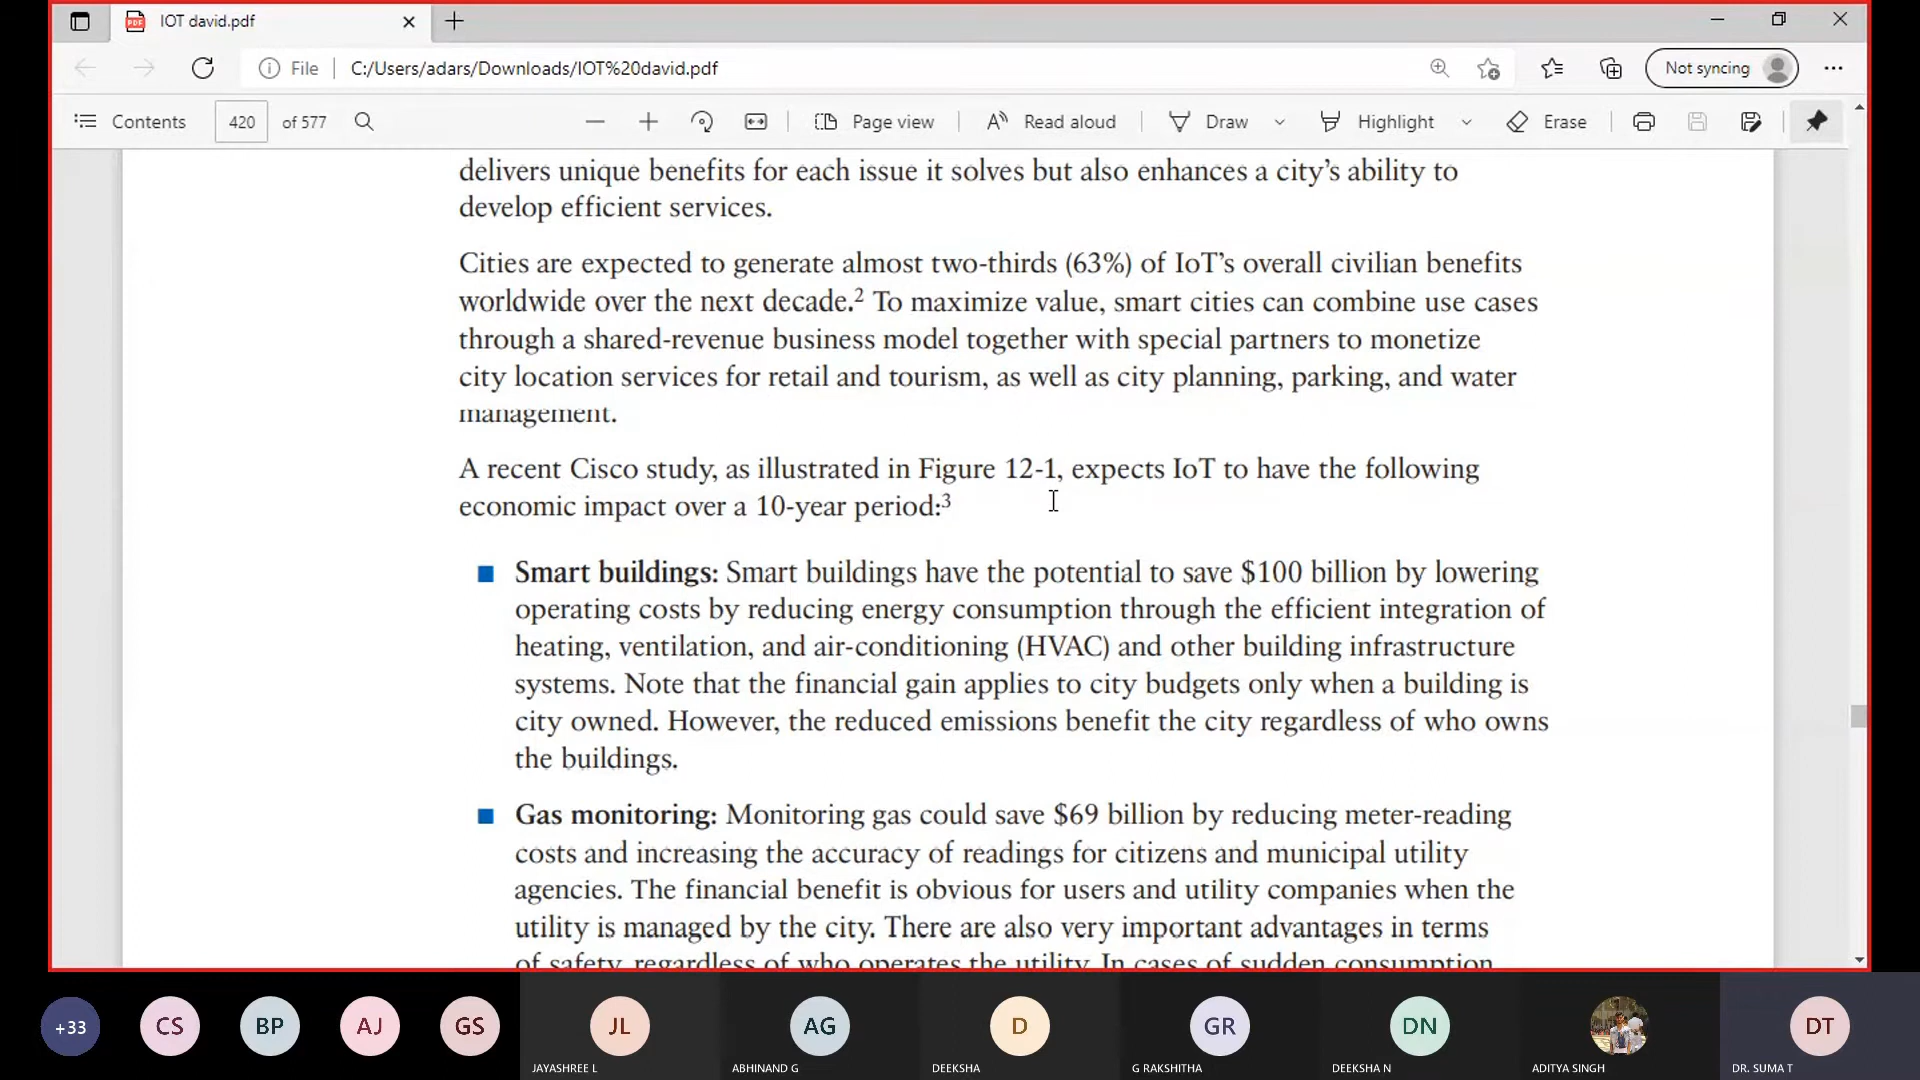 IOT david.pdf
File
C:/Users/adars/Downloads/IOT%20david.pdf
Not syncing
Contents
420 of 577
Page view
Read aloud
Draw
Highlight
Erase
delivers unique benefits for each issue it solves but also enhances a city’s ability to
develop efficient services.
Cities are expected to generate almost two-thirds (63%) of IoT’s overall civilian benefits
worldwide over the next decade.2 To maximize value, smart cities can combine use cases
through a shared-revenue business model together with special partners to monetize
city location services for retail and tourism, as well as city planning, parking, and water
management.
A recent Cisco study, as illustrated in Figure 12-1, expects IoT to have the following
economic impact over a 10-year period:3
■ Smart buildings: Smart buildings have the potential to save $100 billion by lowering
operating costs by reducing energy consumption through the efficient integration of
heating, ventilation, and air-conditioning (HVAC) and other building infrastructure
systems. Note that the financial gain applies to city budgets only when a building is
city owned. However, the reduced emissions benefit the city regardless of who owns
the buildings.
■ Gas monitoring: Monitoring gas could save $69 billion by reducing meter-reading
costs and increasing the accuracy of readings for citizens and municipal utility
agencies. The financial benefit is obvious for users and utility companies when the
utility is managed by the city. There are also very important advantages in terms
of safety, regardless of who operates the utility. In cases of sudden consumption
+33
CS
BP
AJ
GS
JL
AG
D
GR
DN
DT
JAYASHREE L
ABHINAND G
DEEKSHA
G RAKSHITHA
DEEKSHA N
ADITYA SINGH
DR. SUMA T